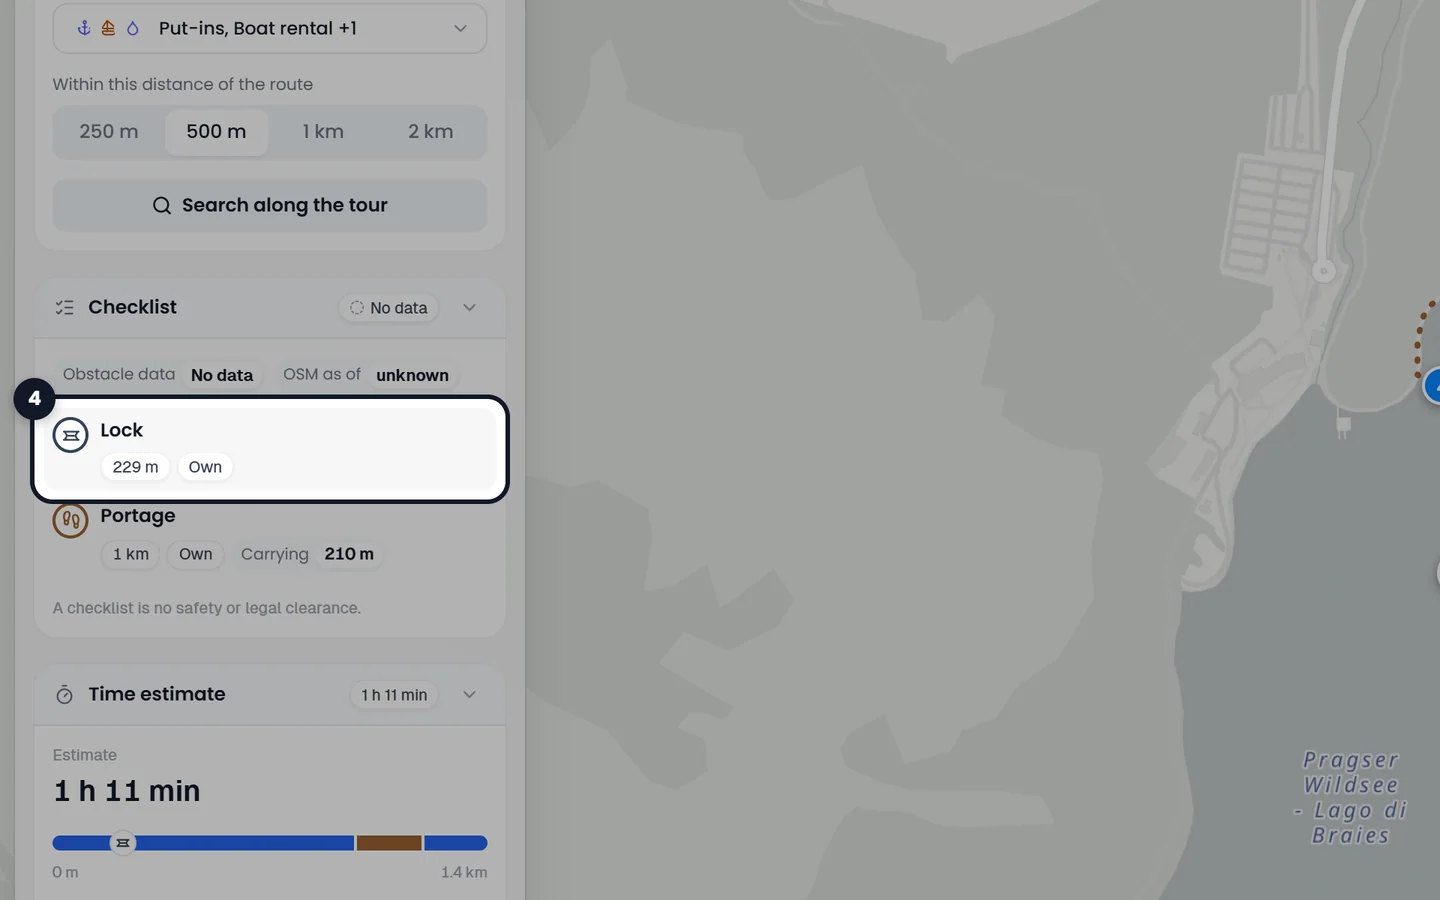 Put-ins, Boat rental +1
Within this distance of the route
250 m 500 m 1 km 2 km
Search along the tour
Checklist No data
Obstacle data No data OSM as of unknown
4
Lock
229 m Own
Portage
1 km Own Carrying 210 m
A checklist is no safety or legal clearance.
Time estimate 1 h 11 min
Estimate
1 h 11 min
0 m 1.4 km
Pragser
Wildsee
- Lago di
Braies